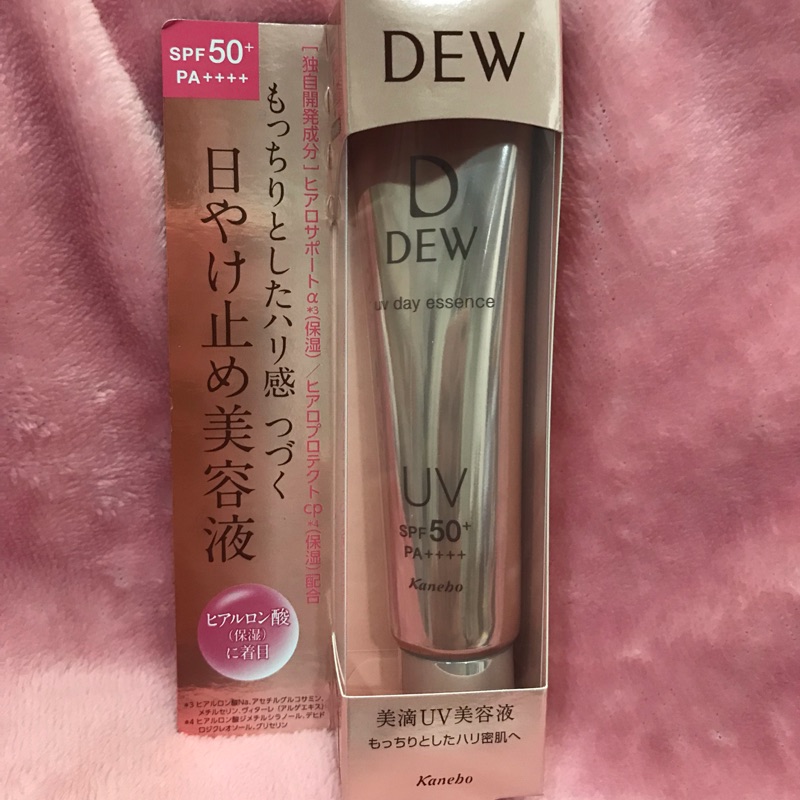 SPF50+
PA++++
[独自開発成分]ヒアロサポートα*3(保湿)/ヒアロプロテクトcp*4(保湿)配合
もっちりとしたハリ感 つづく
日やけ止め美容液
ヒアルロン酸
(保湿)
に着目
*3 ヒアルロン酸Na、アセチルグルコサミン、
メチルセリン、ヴィターレ(アルゲエキス)
*4 ヒアルロン酸ジメチルシラノール、デヒド
ロジクレオソール、グリセリン
DEW
D
DEW
uv day essence
UV
SPF50+
PA++++
Kanebo
美滴UV美容液
もっちりとしたハリ密肌へ
Kanebo